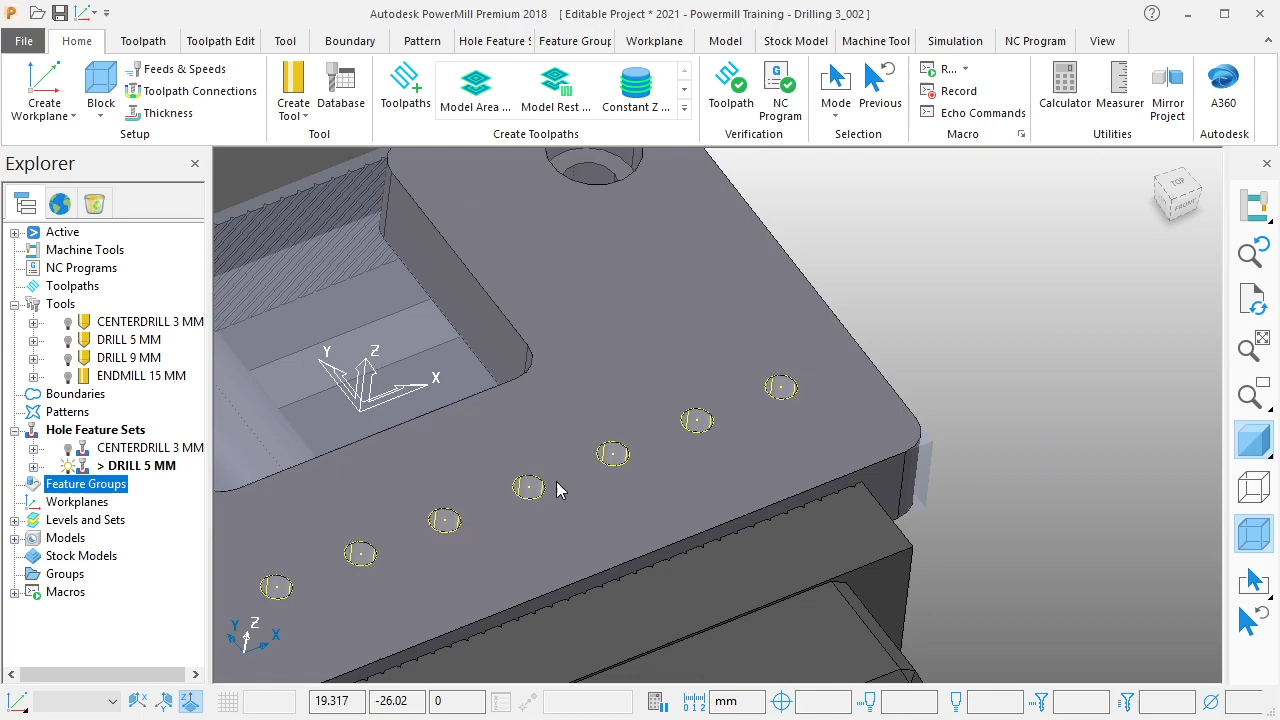 Autodesk PowerMill Premium 2018 [ Editable Project * 2021 - Powermill Training - Drilling 3_002 ]
File Home Toolpath Toolpath Edit Tool Boundary Pattern Hole Feature S Feature Group Workplane Model Stock Model Machine Tool Simulation NC Program View
Create Workplane
Block
Feeds & Speeds
Toolpath Connections
Thickness
Setup
Create Tool
Database
Tool
Toolpaths
Model Area ...
Model Rest ...
Constant Z ...
Create Toolpaths
Toolpath
NC Program
Verification
Mode
Previous
Selection
R...
Record
Echo Commands
Macro
Calculator
Measurer
Mirror Project
Utilities
A360
Autodesk
Explorer
Active
Machine Tools
NC Programs
Toolpaths
Tools
CENTERDRILL 3 MM
DRILL 5 MM
DRILL 9 MM
ENDMILL 15 MM
Boundaries
Patterns
Hole Feature Sets
CENTERDRILL 3 MM
> DRILL 5 MM
Feature Groups
Workplanes
Levels and Sets
Models
Stock Models
Groups
Macros
TOP
FRONT
Y Z X
Y Z X
19.317 -26.02 0 mm